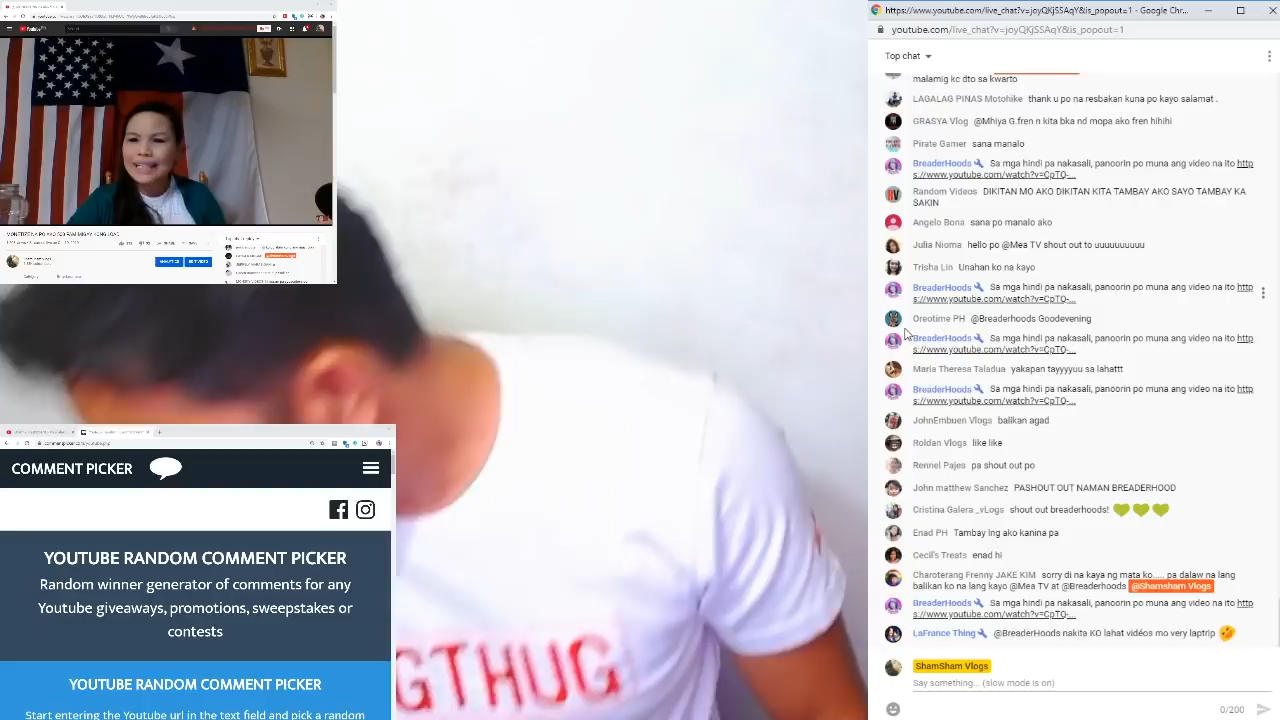 MONETIZE NA PO AKO
SHARE
SAVE
ANALYTICS
EDIT VIDEO
Category
COMMENT PICKER
YOUTUBE RANDOM COMMENT PICKER
Random winner generator of comments for any
Youtube giveaways, promotions, sweepstakes or
contests
YOUTUBE RANDOM COMMENT PICKER
Start entering the Youtube url in the text field and pick a random
GTHUG
https://www.youtube.com/live_chat?v=joyQKjSSAqY&is_popout=1 - Google Chr...
youtube.com/live_chat?v=joyQKjSSAqY&is_popout=1
Top chat
malamig kc dto sa kwarto
LAGALAG PINAS Motohike thank u po na resbakan kuna po kayo salamat .
GRASYA Vlog @Mhiya G.fren n kita bka nd mopa ako fren hihihi
Pirate Gamer sana manalo
BreaderHoods Sa mga hindi pa nakasali, panoorin po muna ang video na ito http
s://www.youtube.com/watch?v=CpTQ-...
Random Videos DIKITAN MO AKO DIKITAN KITA TAMBAY AKO SAYO TAMBAY KA
SAKIN
Angelo Bona sana po manalo ako
Julia Nioma hello po @Mea TV shout out to uuuuuuuuuu
Trisha Lin Unahan ko na kayo
BreaderHoods Sa mga hindi pa nakasali, panoorin po muna ang video na ito http
s://www.youtube.com/watch?v=CpTQ-...
Oreotime PH @Breaderhoods Goodevening
BreaderHoods Sa mga hindi pa nakasali, panoorin po muna ang video na ito http
s://www.youtube.com/watch?v=CpTQ-...
Maria Theresa Taladua yakapan tayyyyuu sa lahattt
BreaderHoods Sa mga hindi pa nakasali, panoorin po muna ang video na ito http
s://www.youtube.com/watch?v=CpTQ-...
JohnEmbuen Vlogs balikan agad
Roldan Vlogs like like
Rennel Pajes pa shout out po
John matthew Sanchez PASHOUT OUT NAMAN BREADERHOOD
Cristina Galera _vLogs shout out breaderhoods!
Enad PH Tambay lng ako kanina pa
Cecil's Treats enad hi
Charoterang Frenny JAKE KIM sorry di na kaya ng mata ko..... pa dalaw na lang
balikan ko na lang kayo @Mea TV at @Breaderhoods @Shamsham Vlogs
BreaderHoods Sa mga hindi pa nakasali, panoorin po muna ang video na ito http
s://www.youtube.com/watch?v=CpTQ-...
LaFrance Thing @BreaderHoods nakita KO lahat vidéos mo very laptrip
ShamSham Vlogs
Say something... (slow mode is on)
0/200